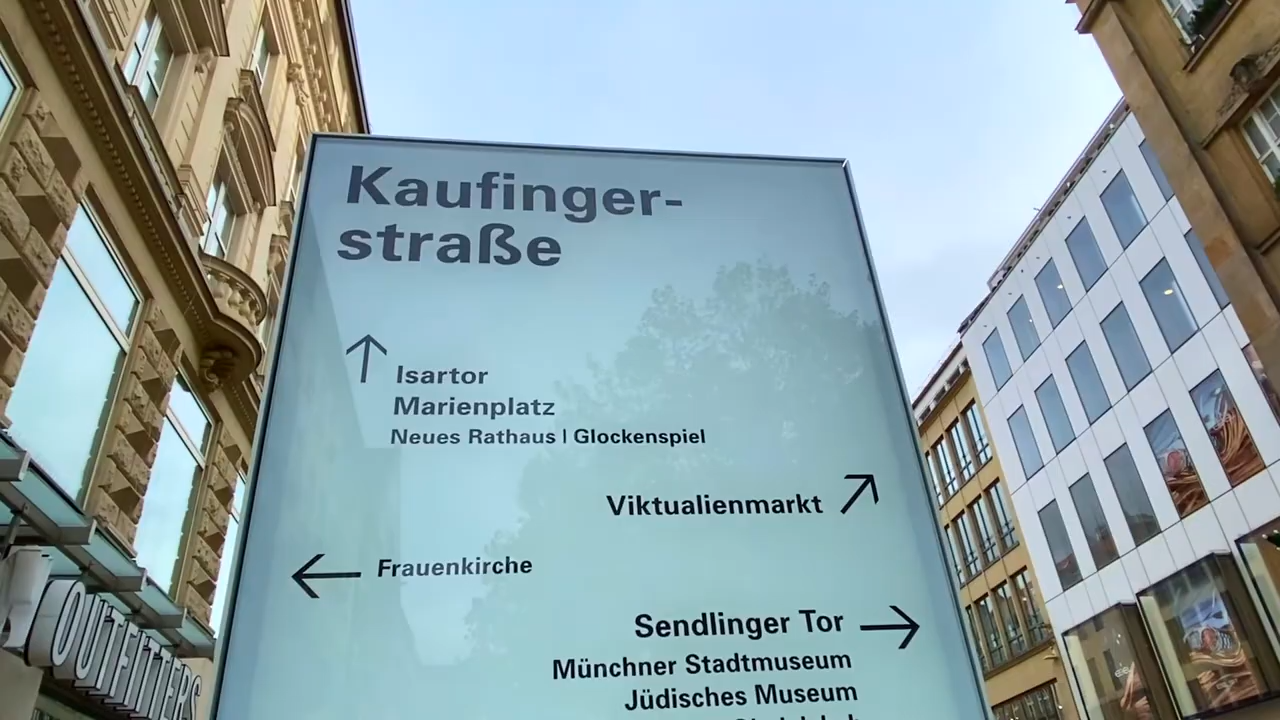 Kaufinger-
straße
Isartor
Marienplatz
Neues Rathaus | Glockenspiel
Viktualienmarkt
Frauenkirche
Sendlinger Tor
Münchner Stadtmuseum
Jüdisches Museum
OUTFITTERS